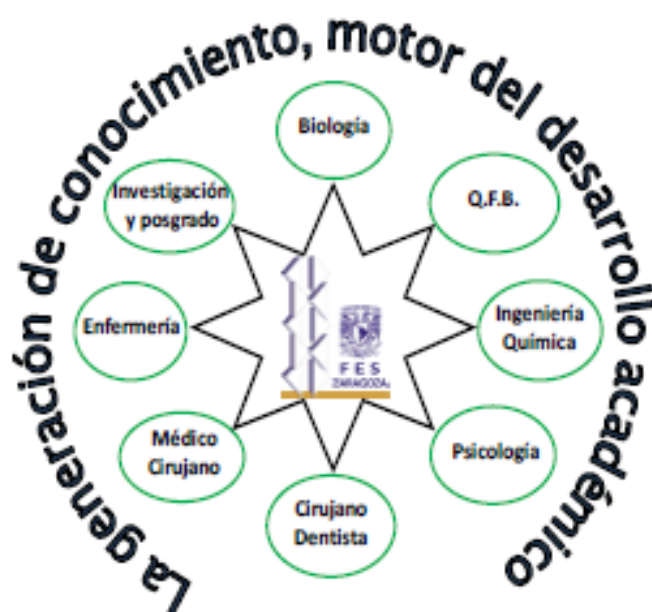 La generación de conocimiento, motor del desarrollo académico
Biología
Q.F.B.
Ingeniería
Química
Psicología
Cirujano
Dentista
Médico
Cirujano
Enfermería
Investigación
y posgrado
FES
ZARAGOZA